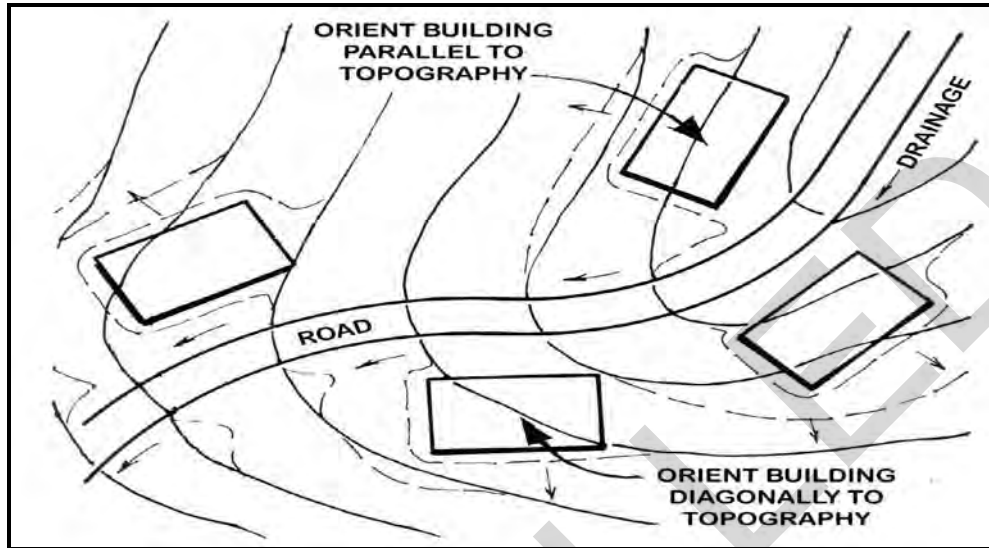 ORIENT BUILDING
PARALLEL TO
TOPOGRAPHY
DRAINAGE
ROAD
ORIENT BUILDING
DIAGONALLY TO
TOPOGRAPHY